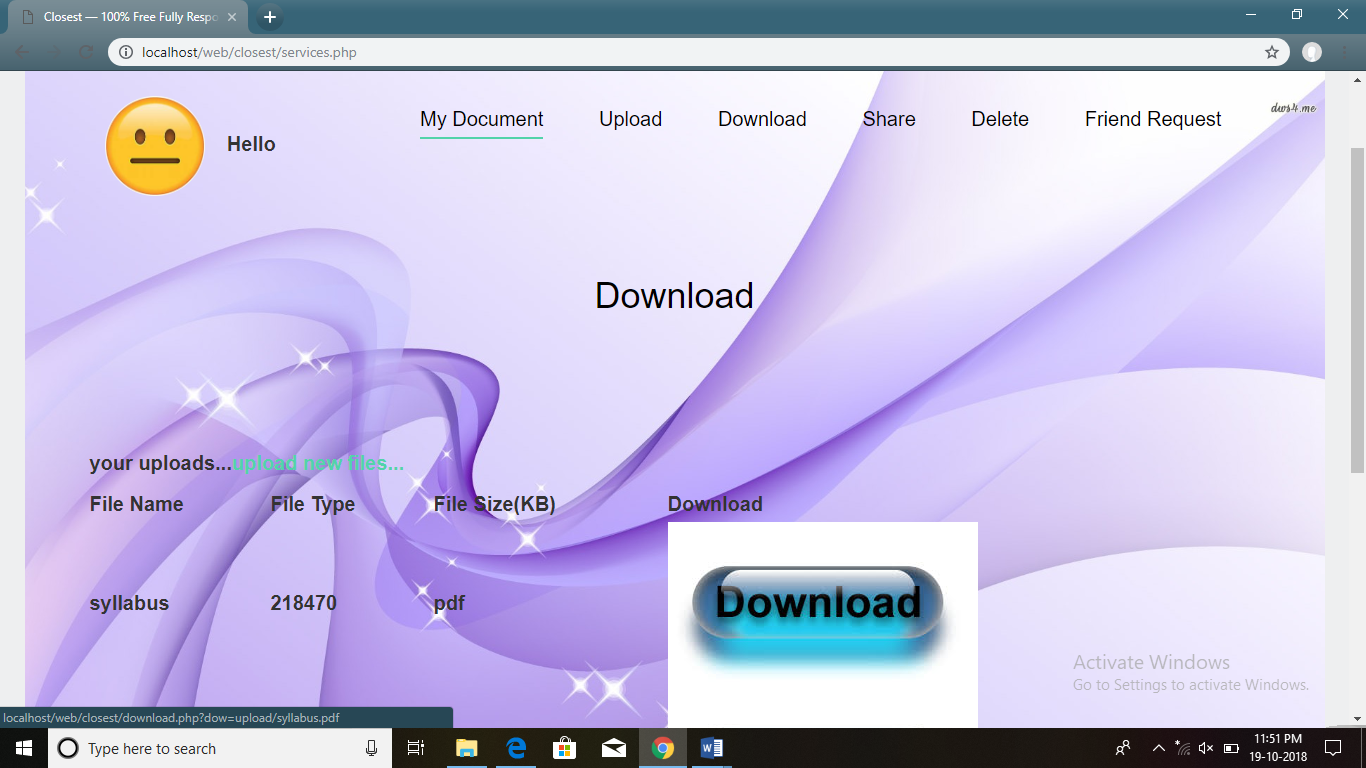 Closest — 100% Free Fully Respo
localhost/web/closest/services.php
dws4.me
My Document Upload Download Share Delete Friend Request
Hello
Download
your uploads...upload new files...
File Name File Type File Size(KB) Download
syllabus 218470 pdf Download
Activate Windows
Go to Settings to activate Windows.
localhost/web/closest/download.php?dow=upload/syllabus.pdf
Type here to search
11:51 PM
19-10-2018